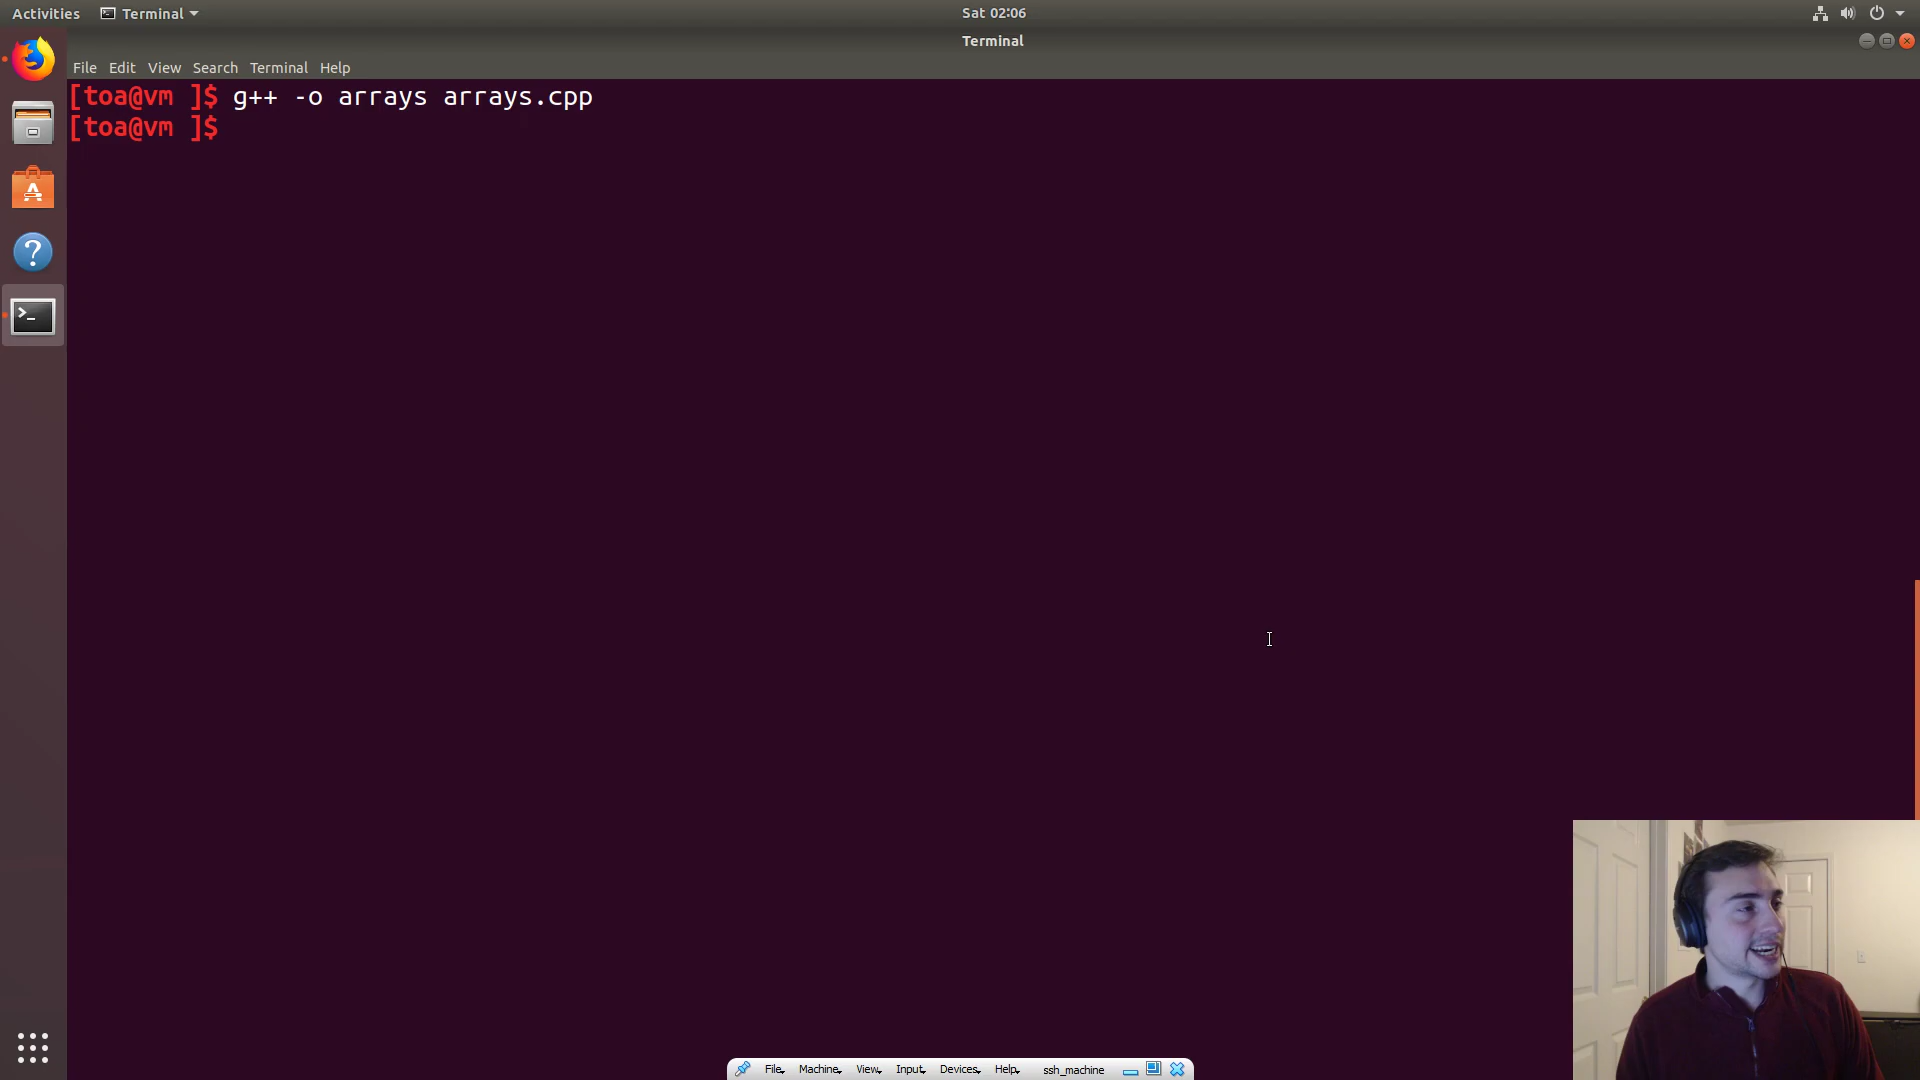 Activities Terminal Sat 02:06
Terminal
File Edit View Search Terminal Help
[toa@vm ]$ g++ -o arrays arrays.cpp
[toa@vm ]$
File Machine View Input Devices Help ssh_machine